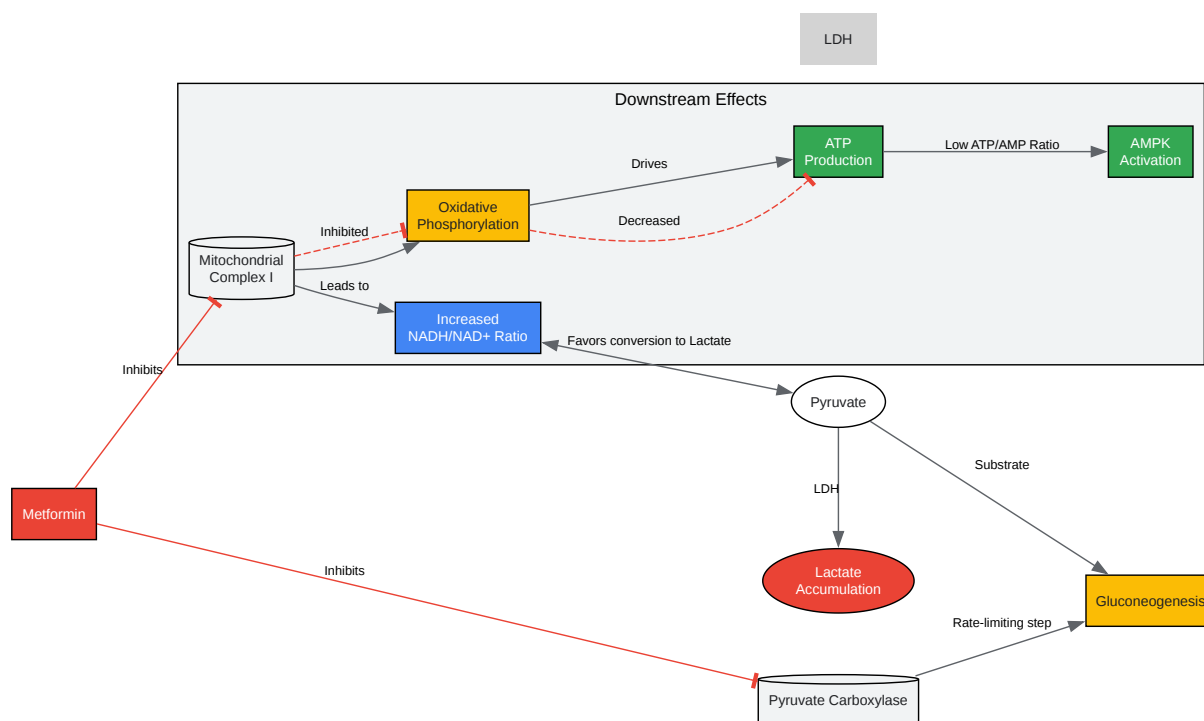 LDH
Downstream Effects
ATP
Production
Low ATP/AMP Ratio
AMPK
Activation
Drives
Oxidative
Phosphorylation
Decreased
Inhibited
Mitochondrial
Complex I
Leads to
Increased
NADH/NAD+ Ratio
Favors conversion to Lactate
Inhibits
Pyruvate
Substrate
LDH
Metformin
Inhibits
Lactate
Accumulation
Gluconeogenesis
Rate-limiting step
Pyruvate Carboxylase